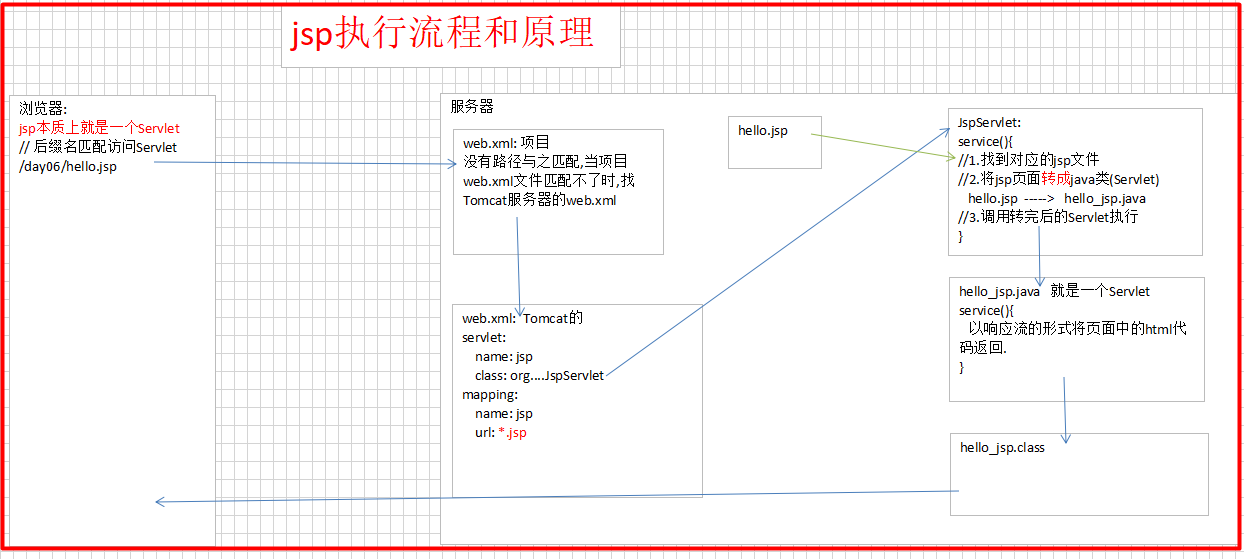 jsp执行流程和原理
浏览器:
jsp本质上就是一个Servlet
// 后缀名匹配访问Servlet
/day06/hello.jsp
服务器
web.xml: 项目
没有路径与之匹配,当项目
web.xml文件匹配不了时,找
Tomcat服务器的web.xml
web.xml: Tomcat的
servlet:
name: jsp
class: org....JspServlet
mapping:
name: jsp
url: *.jsp
hello.jsp
JspServlet:
service(){
//1.找到对应的jsp文件
//2.将jsp页面转成java类(Servlet)
hello.jsp -----> hello_jsp.java
//3.调用转完后的Servlet执行
}
hello_jsp.java 就是一个Servlet
service(){
以响应流的形式将页面中的html代
码返回.
}
hello_jsp.class